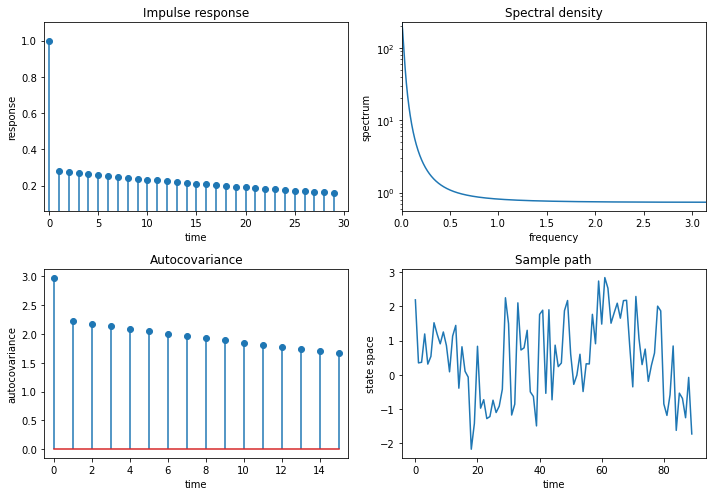 Impulse response
1.0
0.8
0.6
0.4
0.2
response
0 5 10 15 20 25 30
time
Spectral density
10²
10¹
10⁰
spectrum
0.0 0.5 1.0 1.5 2.0 2.5 3.0
frequency
Autocovariance
3.0
2.5
2.0
1.5
1.0
0.5
0.0
autocovariance
0 2 4 6 8 10 12 14
time
Sample path
3
2
1
0
−1
−2
state space
0 20 40 60 80
time